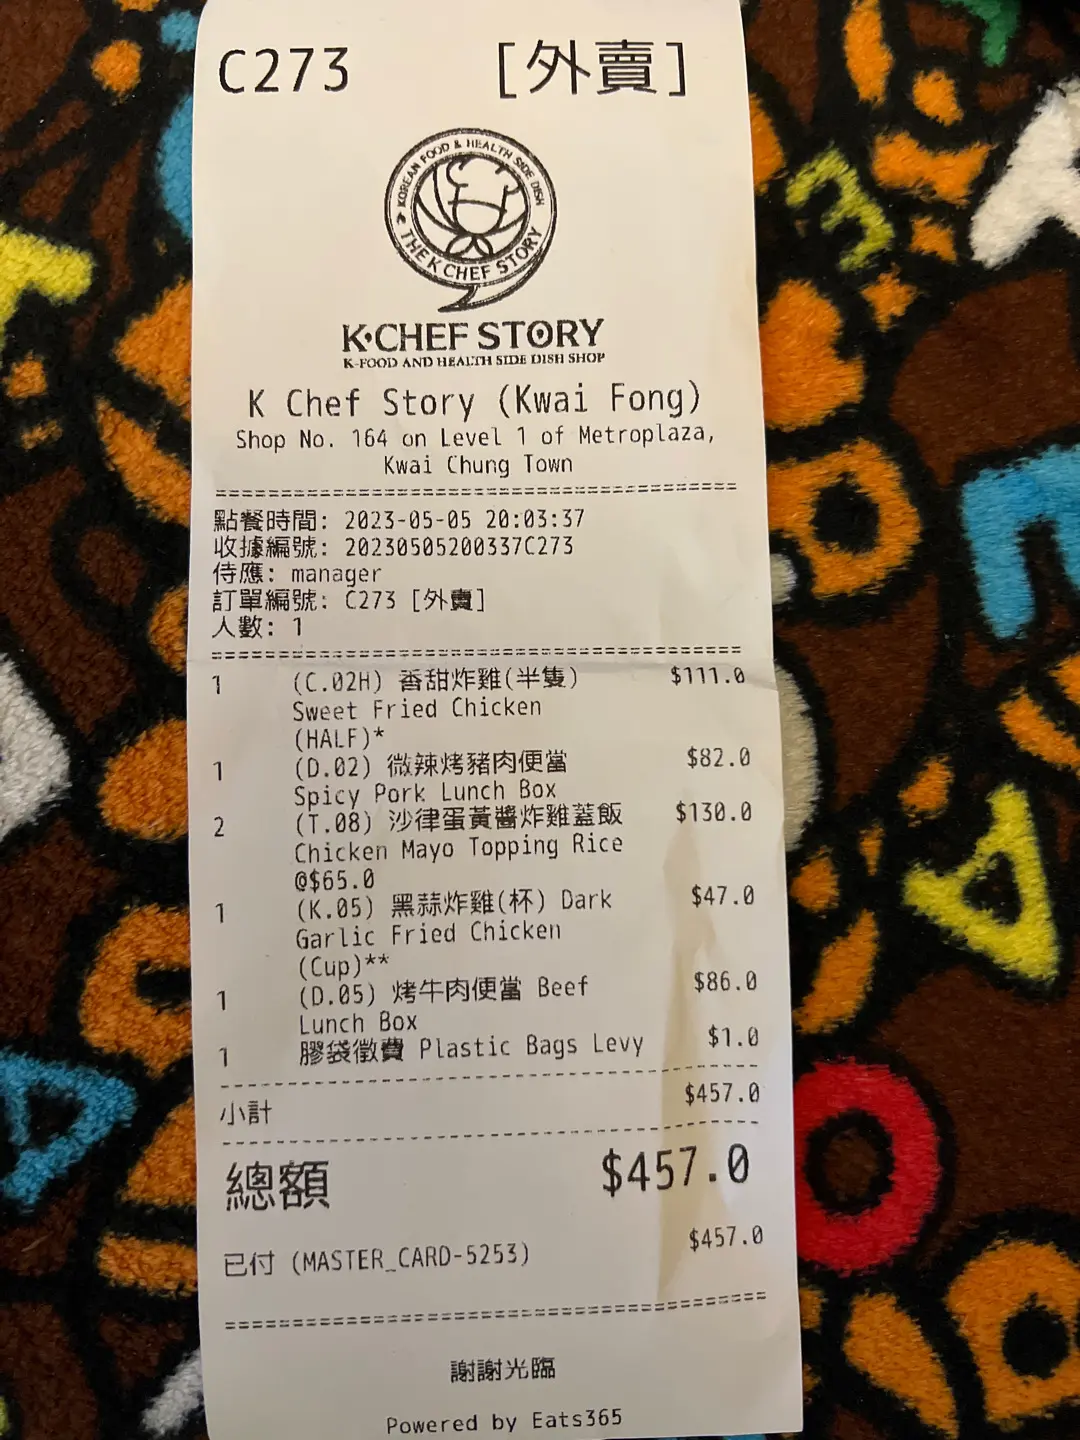 C273 [外賣]
KOREAN FOOD & HEALTH SIDE DISH
THE K CHEF STORY
K·CHEF STORY
K-FOOD AND HEALTH SIDE DISH SHOP
K Chef Story (Kwai Fong)
Shop No. 164 on Level 1 of Metroplaza,
Kwai Chung Town
點餐時間: 2023-05-05 20:03:37
收據編號: 20230505200337C273
侍應: manager
訂單編號: C273 [外賣]
人數: 1
1 (C.02H) 香甜炸雞(半隻) $111.0
Sweet Fried Chicken
(HALF)*
1 (D.02) 微辣烤豬肉便當 $82.0
Spicy Pork Lunch Box
2 (T.08) 沙律蛋黃醬炸雞蓋飯 $130.0
Chicken Mayo Topping Rice
@$65.0
1 (K.05) 黑蒜炸雞(杯) Dark $47.0
Garlic Fried Chicken
(Cup)**
1 (D.05) 烤牛肉便當 Beef $86.0
Lunch Box
1 膠袋徵費 Plastic Bags Levy $1.0
小計 $457.0
總額 $457.0
已付 (MASTER_CARD-5253) $457.0
謝謝光臨
Powered by Eats365